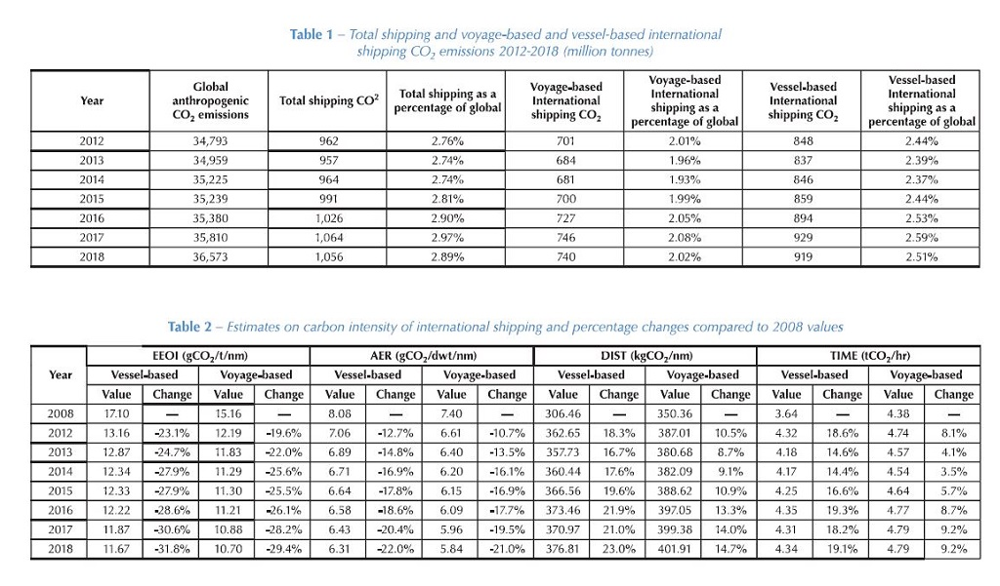 Table 1 – Total shipping and voyage-based and vessel-based international
shipping CO₂ emissions 2012-2018 (million tonnes)
Year Global anthropogenic CO₂ emissions Total shipping CO² Total shipping as a percentage of global Voyage-based International shipping CO₂ Voyage-based International shipping as a percentage of global Vessel-based International shipping CO₂ Vessel-based International shipping as a percentage of global
2012 34,793 962 2.76% 701 2.01% 848 2.44%
2013 34,959 957 2.74% 684 1.96% 837 2.39%
2014 35,225 964 2.74% 681 1.93% 846 2.37%
2015 35,239 991 2.81% 700 1.99% 859 2.44%
2016 35,380 1,026 2.90% 727 2.05% 894 2.53%
2017 35,810 1,064 2.97% 746 2.08% 929 2.59%
2018 36,573 1,056 2.89% 740 2.02% 919 2.51%
Table 2 – Estimates on carbon intensity of international shipping and percentage changes compared to 2008 values
EEOI (gCO₂/t/nm) AER (gCO₂/dwt/nm) DIST (kgCO₂/nm) TIME (tCO₂/hr)
Year Vessel-based Voyage-based Vessel-based Voyage-based Vessel-based Voyage-based Vessel-based Voyage-based
Value Change Value Change Value Change Value Change Value Change Value Change Value Change Value Change
2008 17.10 — 15.16 — 8.08 — 7.40 — 306.46 — 350.36 — 3.64 — 4.38 —
2012 13.16 -23.1% 12.19 -19.6% 7.06 -12.7% 6.61 -10.7% 362.65 18.3% 387.01 10.5% 4.32 18.6% 4.74 8.1%
2013 12.87 -24.7% 11.83 -22.0% 6.89 -14.8% 6.40 -13.5% 357.73 16.7% 380.68 8.7% 4.18 14.6% 4.57 4.1%
2014 12.34 -27.9% 11.29 -25.6% 6.71 -16.9% 6.20 -16.1% 360.44 17.6% 382.09 9.1% 4.17 14.4% 4.54 3.5%
2015 12.33 -27.9% 11.30 -25.5% 6.64 -17.8% 6.15 -16.9% 366.56 19.6% 388.62 10.9% 4.25 16.6% 4.64 5.7%
2016 12.22 -28.6% 11.21 -26.1% 6.58 -18.6% 6.09 -17.7% 373.46 21.9% 397.05 13.3% 4.35 19.3% 4.77 8.7%
2017 11.87 -30.6% 10.88 -28.2% 6.43 -20.4% 5.96 -19.5% 370.97 21.0% 399.38 14.0% 4.31 18.2% 4.79 9.2%
2018 11.67 -31.8% 10.70 -29.4% 6.31 -22.0% 5.84 -21.0% 376.81 23.0% 401.91 14.7% 4.34 19.1% 4.79 9.2%